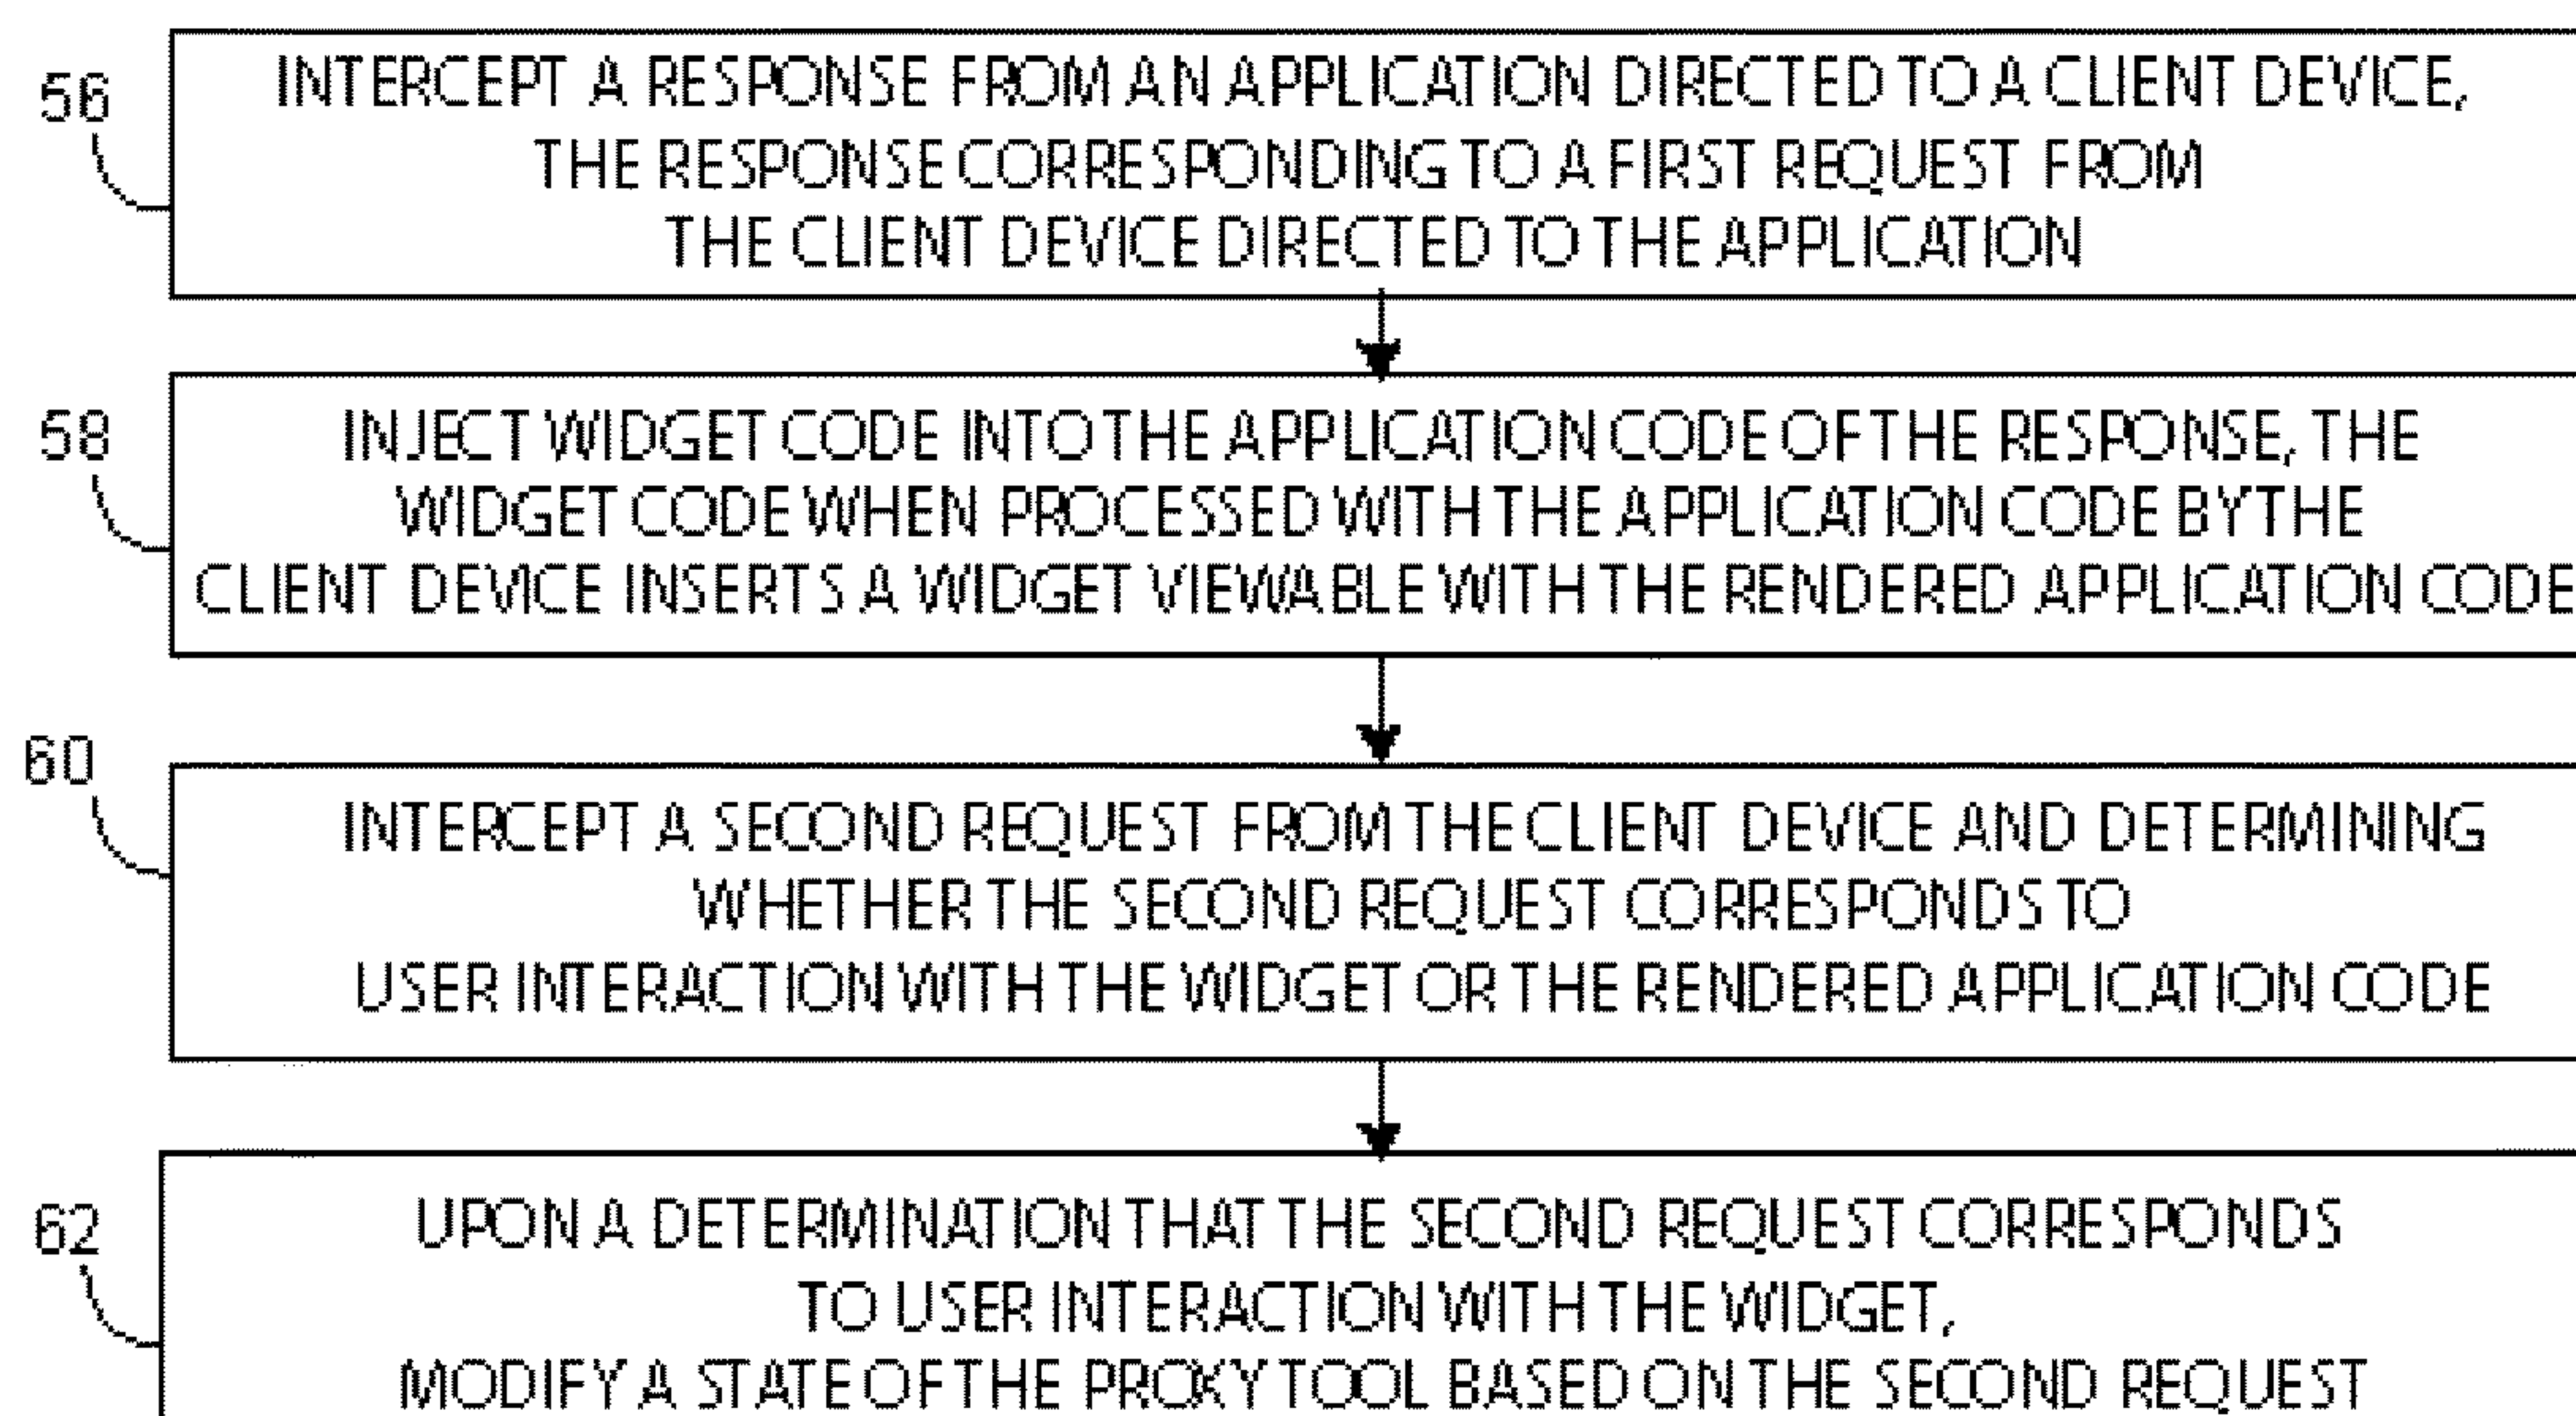 56
INTERCEPT A RESPONSE FROM AN APPLICATION DIRECTED TO A CLIENT DEVICE,
THE RESPONSE CORRESPONDING TO A FIRST REQUEST FROM
THE CLIENT DEVICE DIRECTED TO THE APPLICATION
58
INJECT WIDGET CODE INTO THE APPLICATION CODE OF THE RESPONSE, THE
WIDGET CODE WHEN PROCESSED WITH THE APPLICATION CODE BY THE
CLIENT DEVICE INSERTS A WIDGET VIEWABLE WITH THE RENDERED APPLICATION CODE
60
INTERCEPT A SECOND REQUEST FROM THE CLIENT DEVICE AND DETERMINING
WHETHER THE SECOND REQUEST CORRESPONDS TO
USER INTERACTION WITH THE WIDGET OR THE RENDERED APPLICATION CODE
62
UPON A DETERMINATION THAT THE SECOND REQUEST CORRESPONDS
TO USER INTERACTION WITH THE WIDGET,
MODIFY A STATE OF THE PROXY TOOL BASED ON THE SECOND REQUEST